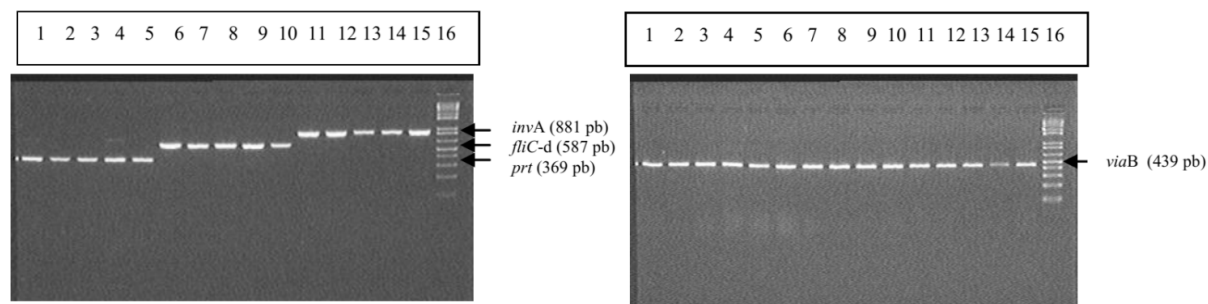 1 2 3 4 5 6 7 8 9 10 11 12 13 14 15 16
invA (881 pb)
fliC-d (587 pb)
prt (369 pb)
1 2 3 4 5 6 7 8 9 10 11 12 13 14 15 16
viaB (439 pb)